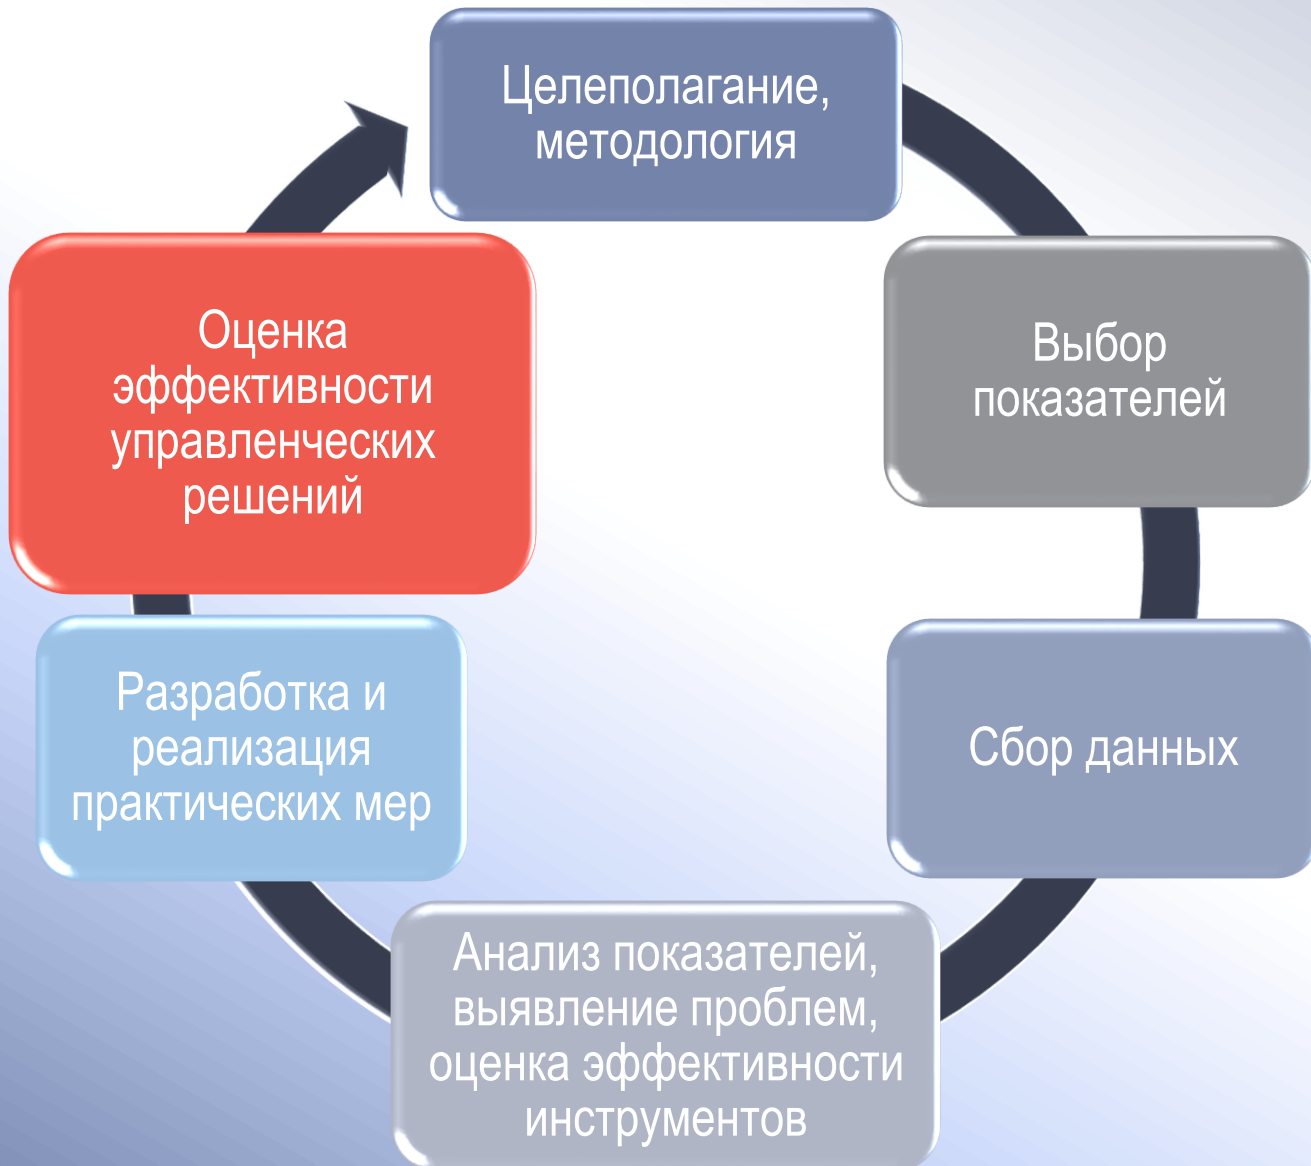 Целеполагание,
методология
Выбор
показателей
Сбор данных
Анализ показателей,
выявление проблем,
оценка эффективности
инструментов
Разработка и
реализация
практических мер
Оценка
эффективности
управленческих
решений